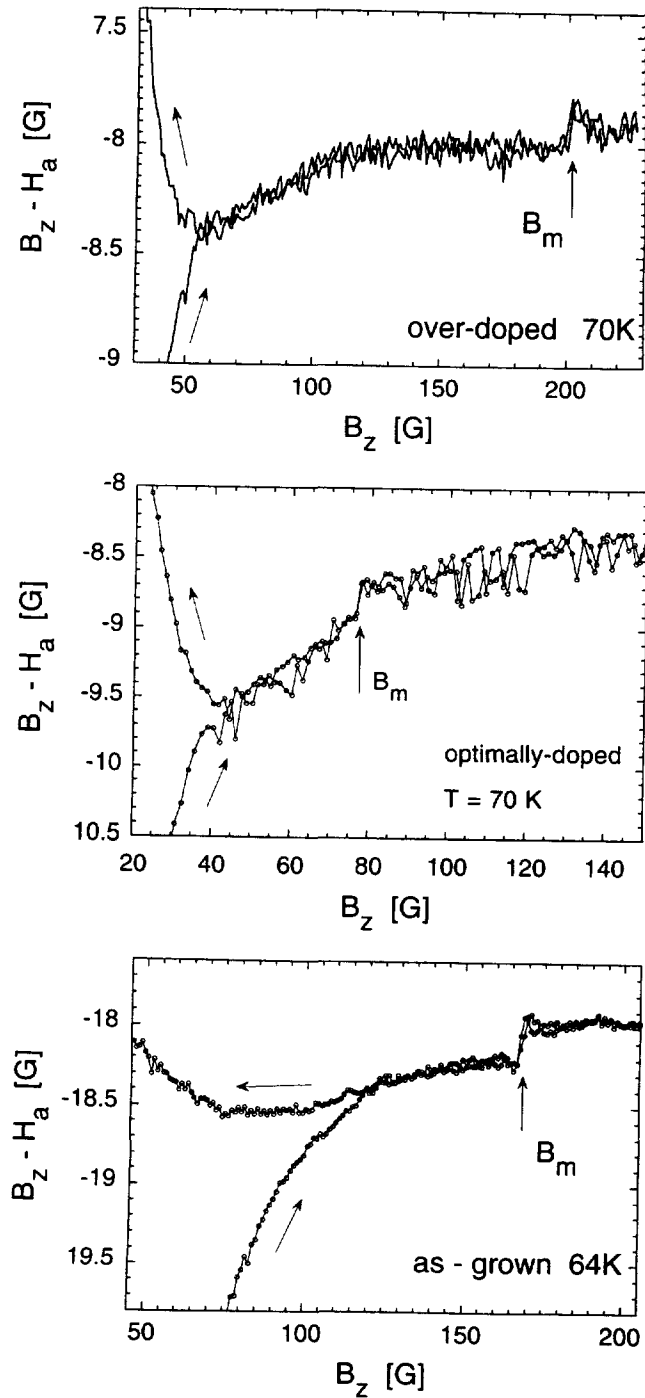 7.5
-8
-8.5
-9
B_z - H_a [G]
B_m
over-doped 70K
50 100 150 200
B_z [G]
-8
-8.5
-9
-9.5
-10
10.5
B_z - H_a [G]
B_m
optimally-doped
T = 70 K
20 40 60 80 100 120 140
B_z [G]
-18
-18.5
-19
19.5
B_z - H_a [G]
B_m
as - grown 64K
50 100 150 200
B_z [G]